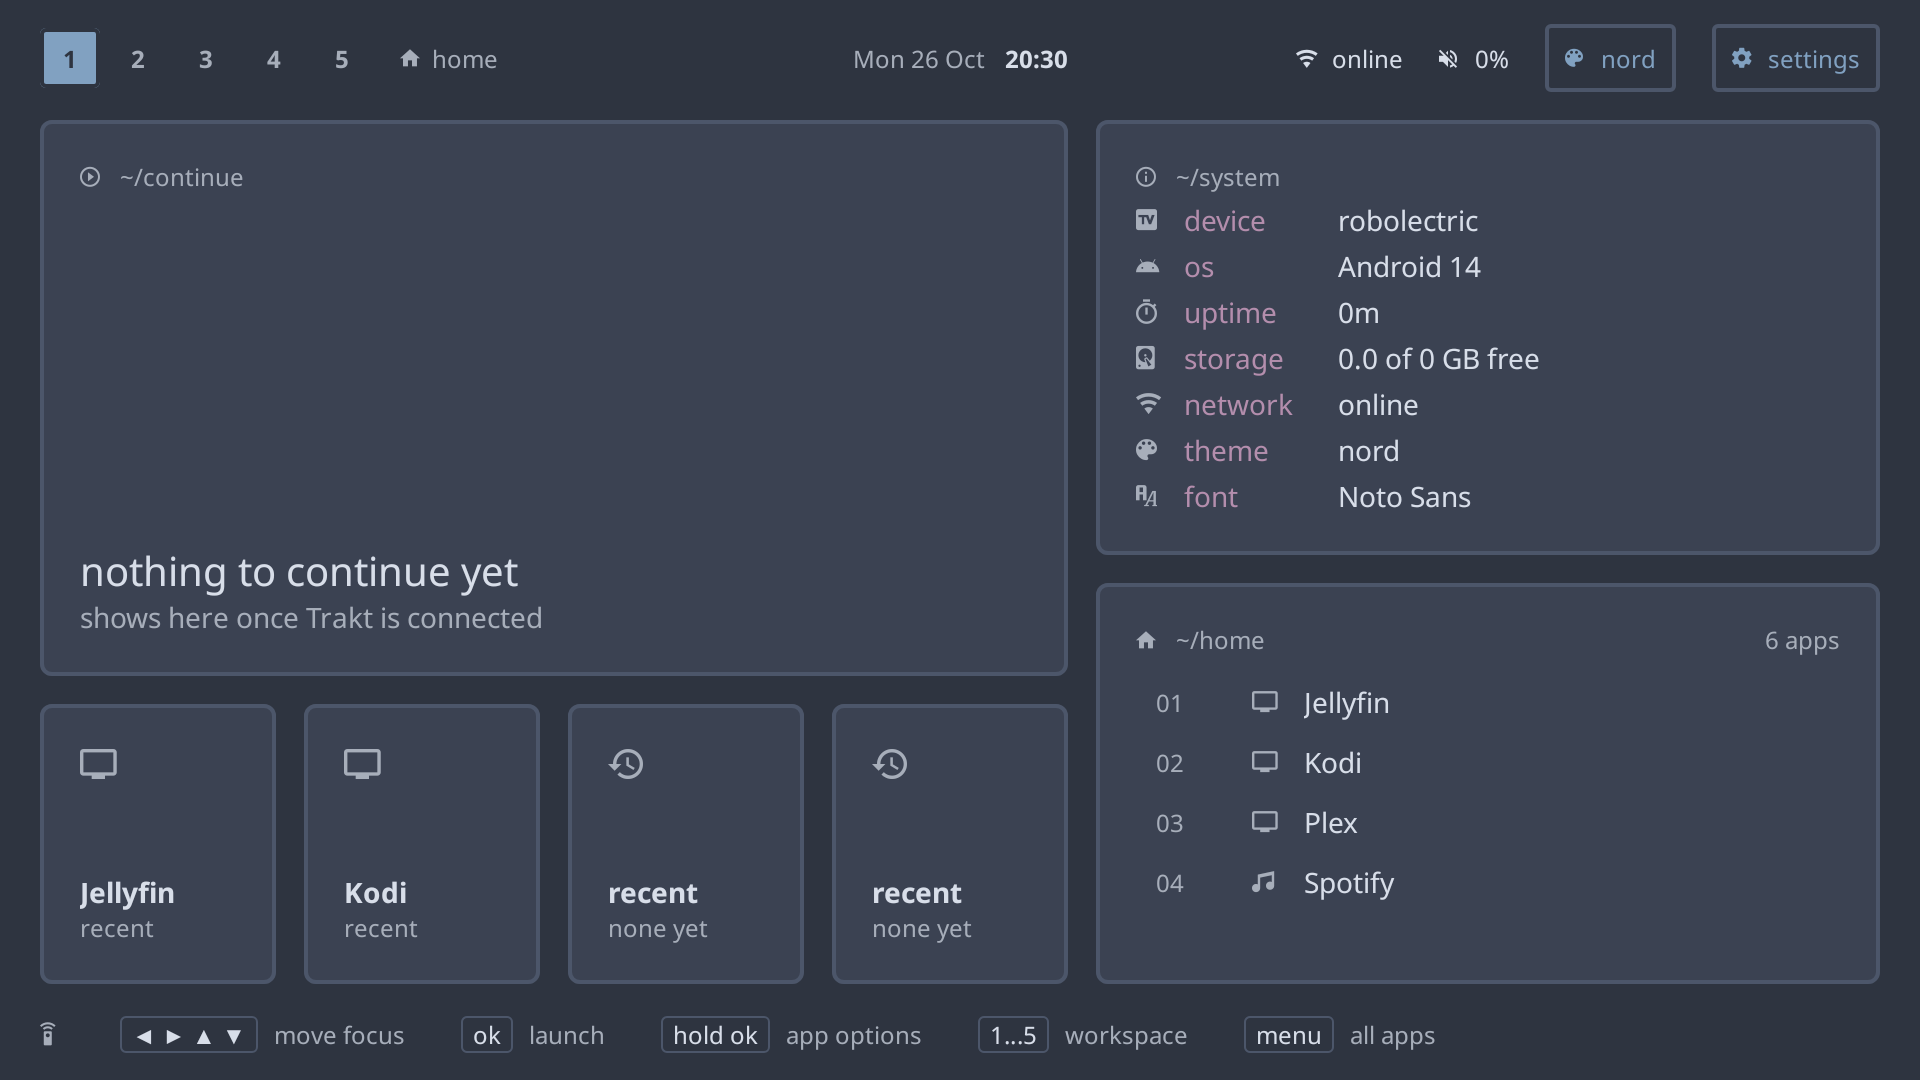 1 2 3 4 5 home
Mon 26 Oct 20:30
online 0% nord settings
~/continue
nothing to continue yet
shows here once Trakt is connected
Jellyfin
recent
Kodi
recent
recent
none yet
recent
none yet
~/system
device robolectric
os Android 14
uptime 0m
storage 0.0 of 0 GB free
network online
theme nord
font Noto Sans
~/home 6 apps
01 Jellyfin
02 Kodi
03 Plex
04 Spotify
◀ ▶ ▲ ▼ move focus ok launch hold ok app options 1…5 workspace menu all apps